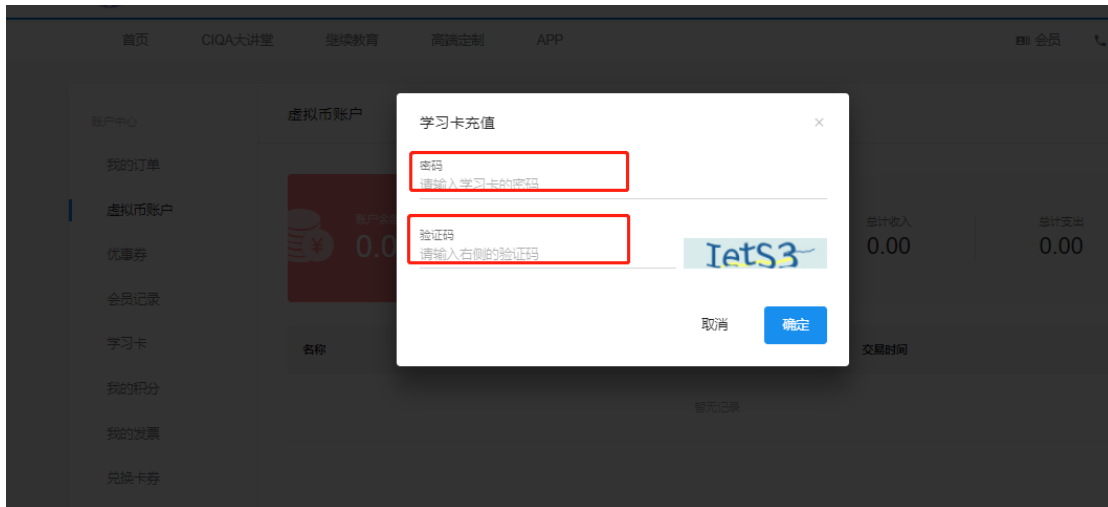 首页 CIQA大讲堂 继续教育 高端定制 APP 会员
账户中心
虚拟币账户
我的订单
虚拟币账户
优惠券
会员记录
学习卡
我的积分
我的发票
兑换卡券
学习卡充值 ×
密码
请输入学习卡的密码
验证码
请输入右侧的验证码 IetS3
取消 确定
0.0
总计收入 总计支出
0.00 0.00
名称 交易时间
暂无记录